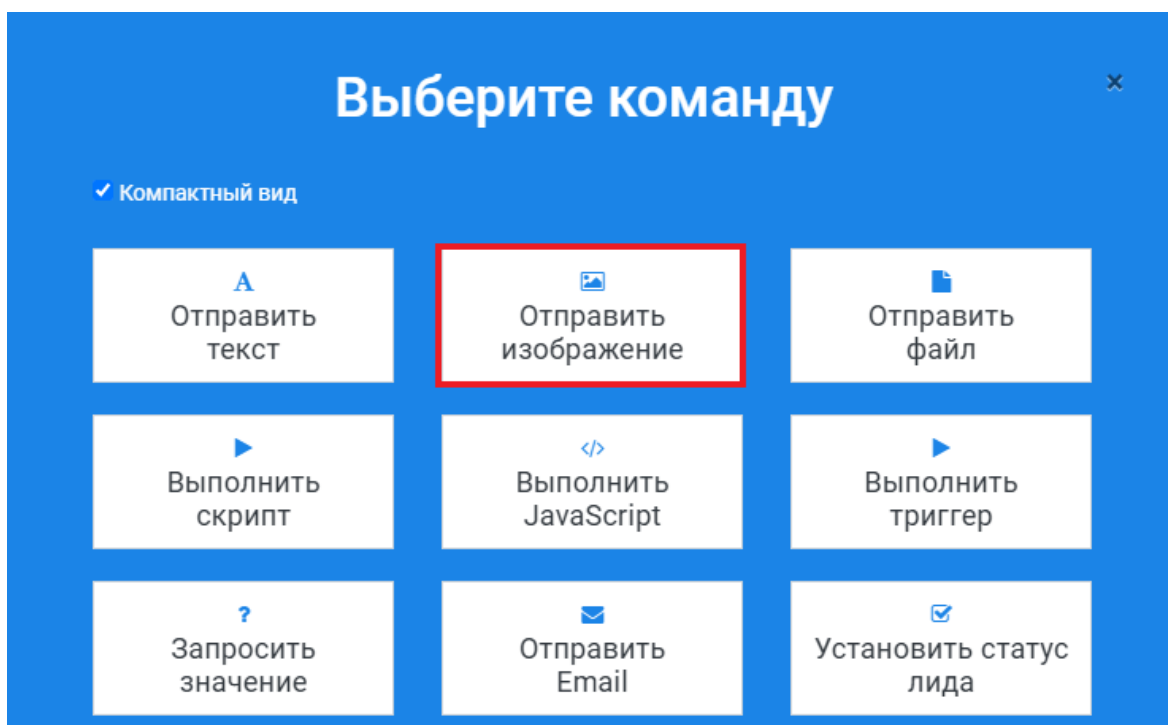 Выберите команду
Компактный вид
Отправить
текст
Отправить
изображение
Отправить
файл
Выполнить
скрипт
Выполнить
JavaScript
Выполнить
триггер
Запросить
значение
Отправить
Email
Установить статус
лида